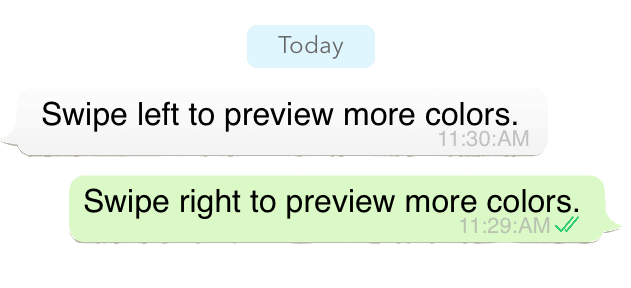 Today
Swipe left to preview more colors.
11:30:AM
Swipe right to preview more colors.
11:29:AM